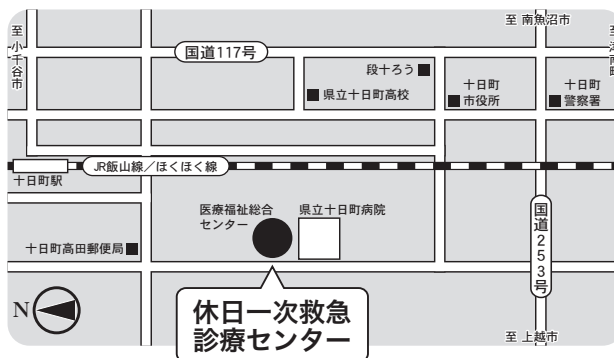 至 小千谷市
至 南魚沼市
至 津南町
国道117号
段十ろう
県立十日町高校
十日町
市役所
十日町
警察署
JR飯山線／ほくほく線
十日町駅
医療福祉総合
センター
県立十日町病院
十日町高田郵便局
国道253号
N
休日一次救急
診療センター
至 上越市